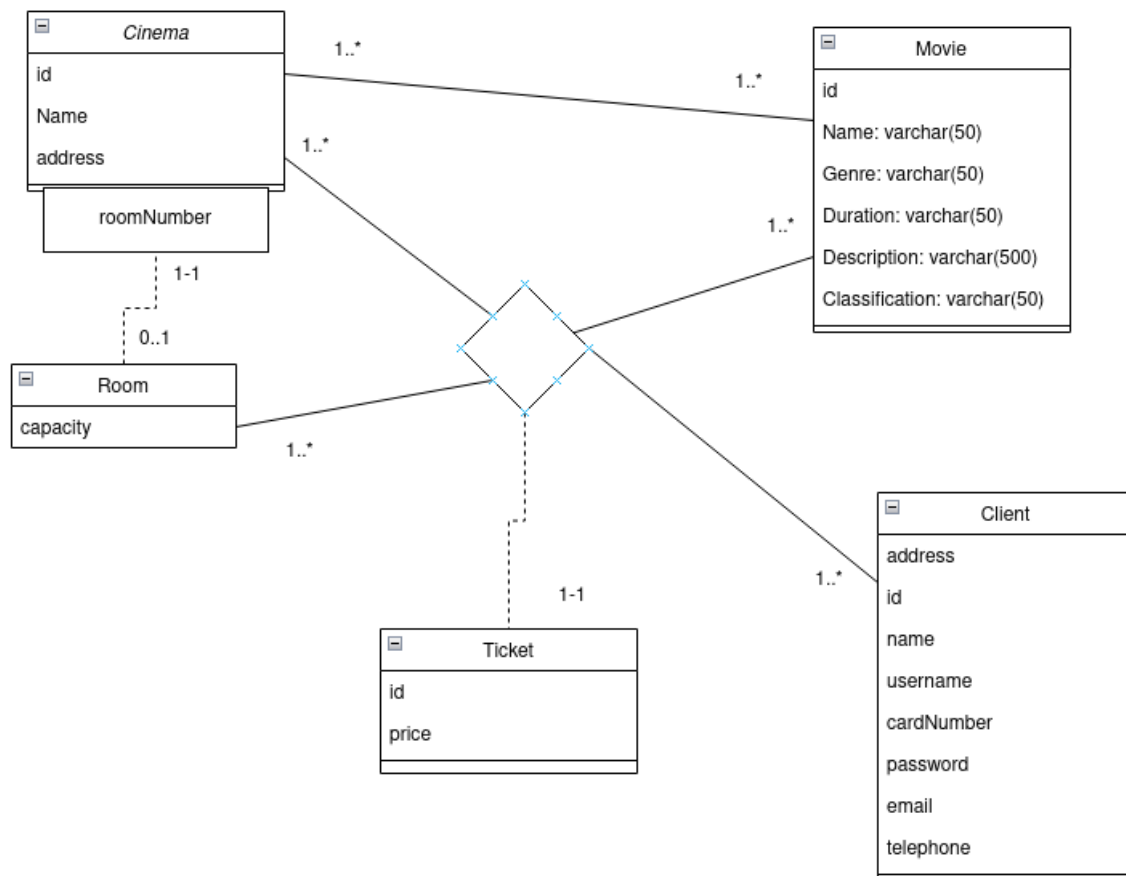 Cinema
id
Name
address
roomNumber
1-1
0..1
Room
capacity
1..*
1..*
1..*
1..*
1..*
1..*
Movie
id
Name: varchar(50)
Genre: varchar(50)
Duration: varchar(50)
Description: varchar(500)
Classification: varchar(50)
1-1
Ticket
id
price
Client
address
id
name
username
cardNumber
password
email
telephone